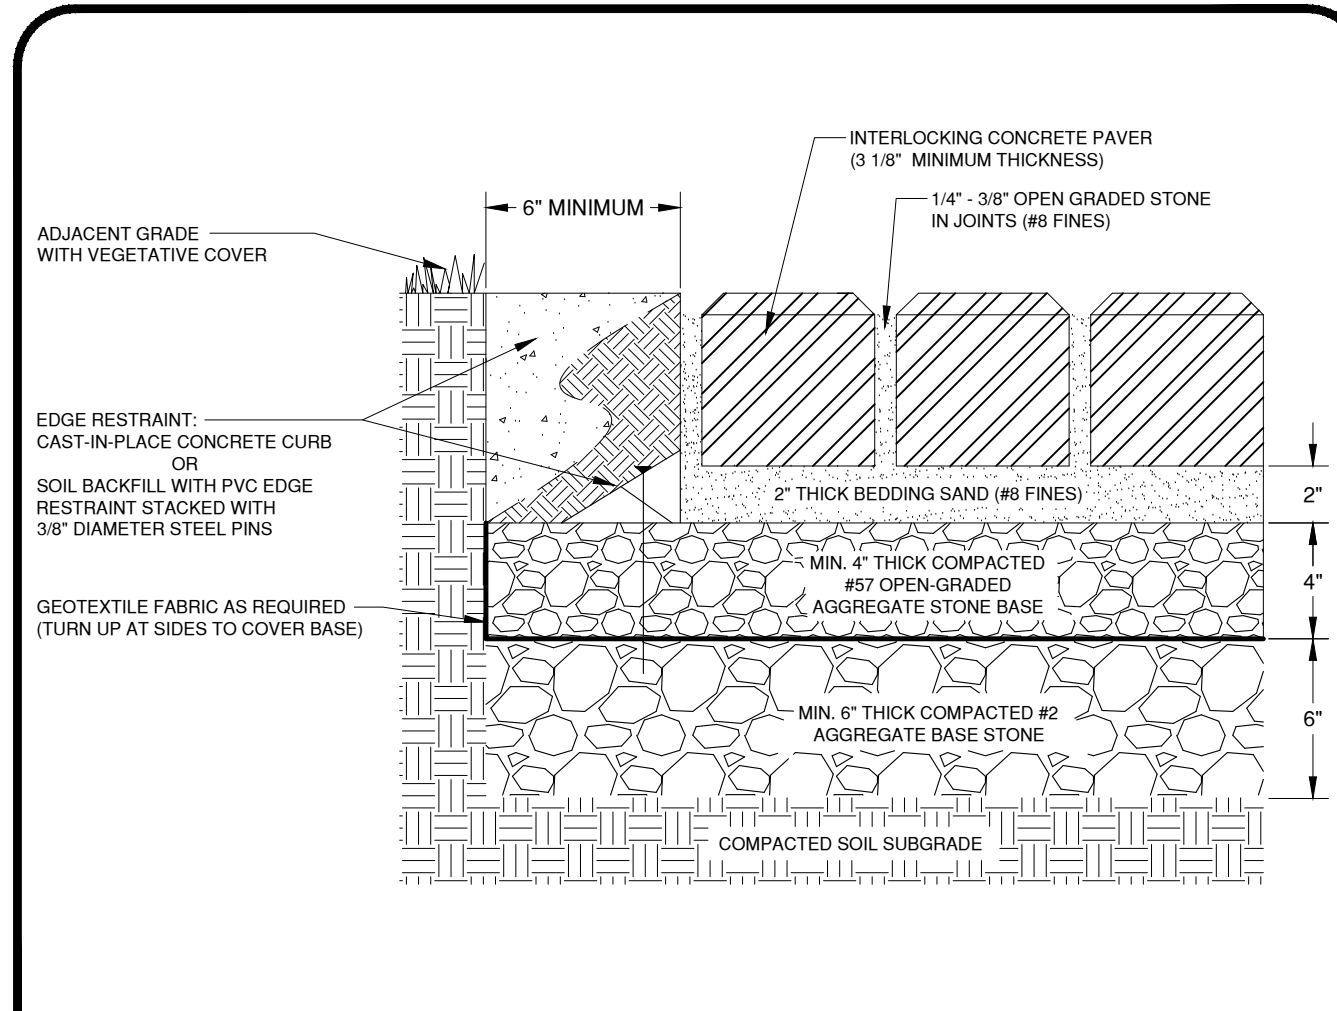 INTERLOCKING CONCRETE PAVER
(3 1/8" MINIMUM THICKNESS)
1/4" - 3/8" OPEN GRADED STONE
IN JOINTS (#8 FINES)
6" MINIMUM
ADJACENT GRADE
WITH VEGETATIVE COVER
EDGE RESTRAINT:
CAST-IN-PLACE CONCRETE CURB
OR
SOIL BACKFILL WITH PVC EDGE
RESTRAINT STACKED WITH
3/8" DIAMETER STEEL PINS
2" THICK BEDDING SAND (#8 FINES)
2"
MIN. 4" THICK COMPACTED
#57 OPEN-GRADED
AGGREGATE STONE BASE
4"
GEOTEXTILE FABRIC AS REQUIRED
(TURN UP AT SIDES TO COVER BASE)
MIN. 6" THICK COMPACTED #2
AGGREGATE BASE STONE
6"
COMPACTED SOIL SUBGRADE